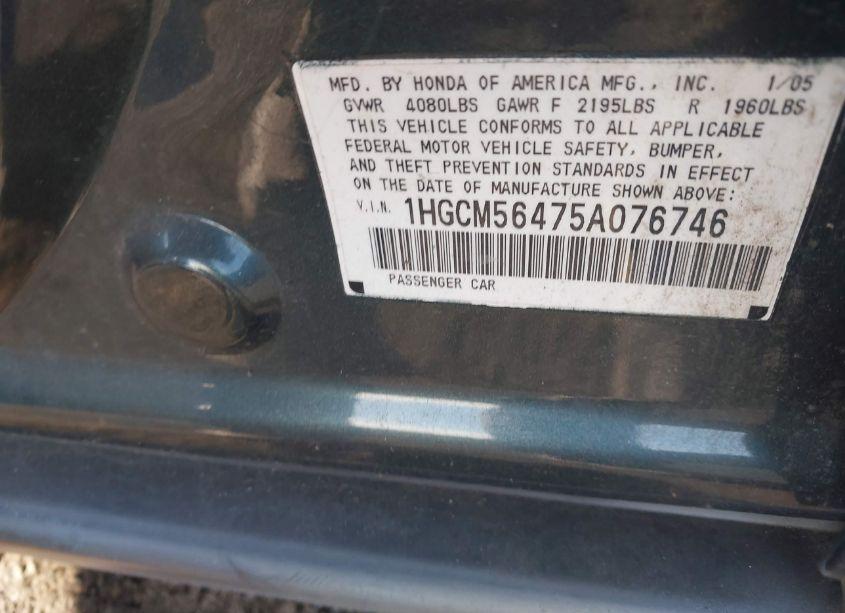 MFD. BY HONDA OF AMERICA MFG., INC. 1/05
GVWR 4080LBS GAWR F 2195LBS R 1960LBS
THIS VEHICLE CONFORMS TO ALL APPLICABLE
FEDERAL MOTOR VEHICLE SAFETY, BUMPER,
AND THEFT PREVENTION STANDARDS IN EFFECT
ON THE DATE OF MANUFACTURE SHOWN ABOVE:
V.I.N. 1HGCM56475A076746
PASSENGER CAR